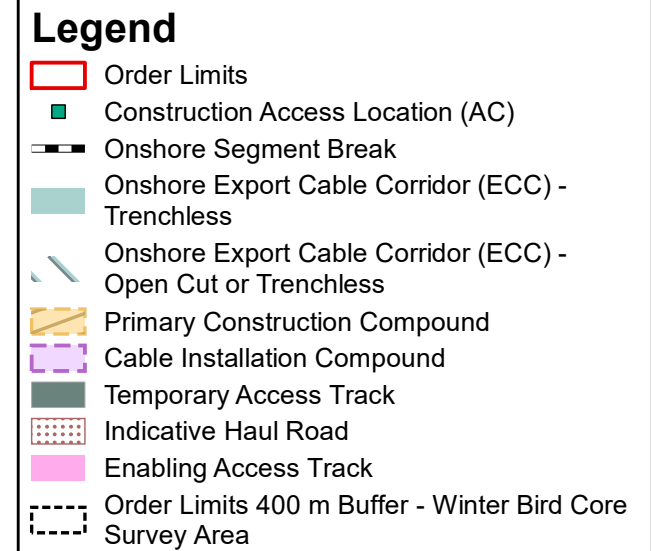 Legend
Order Limits
Construction Access Location (AC)
Onshore Segment Break
Onshore Export Cable Corridor (ECC) -
Trenchless
Onshore Export Cable Corridor (ECC) -
Open Cut or Trenchless
Primary Construction Compound
Cable Installation Compound
Temporary Access Track
Indicative Haul Road
Enabling Access Track
Order Limits 400 m Buffer - Winter Bird Core
Survey Area